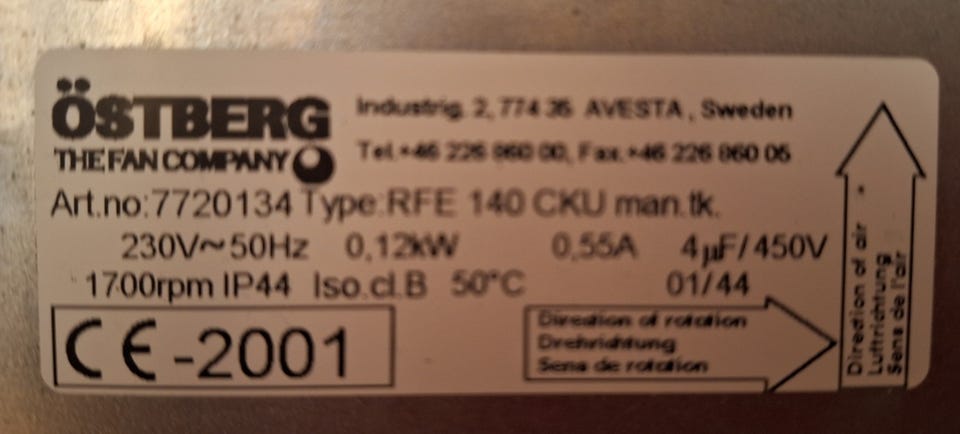 ÖSTBERG
THE FAN COMPANY
Industrig. 2, 774 35 AVESTA, Sweden
Tel.+46 226 860 00, Fax.+46 226 860 05
Art.no:7720134 Type:RFE 140 CKU man.tk.
230V~50Hz 0,12kW 0,55A 4µF/450V
1700rpm IP44 Iso.cl.B 50°C 01/44
CE-2001
Direction of rotation
Drehrichtung
Sens de rotation
Direction of air
Luftrichtung
Sens de l'air